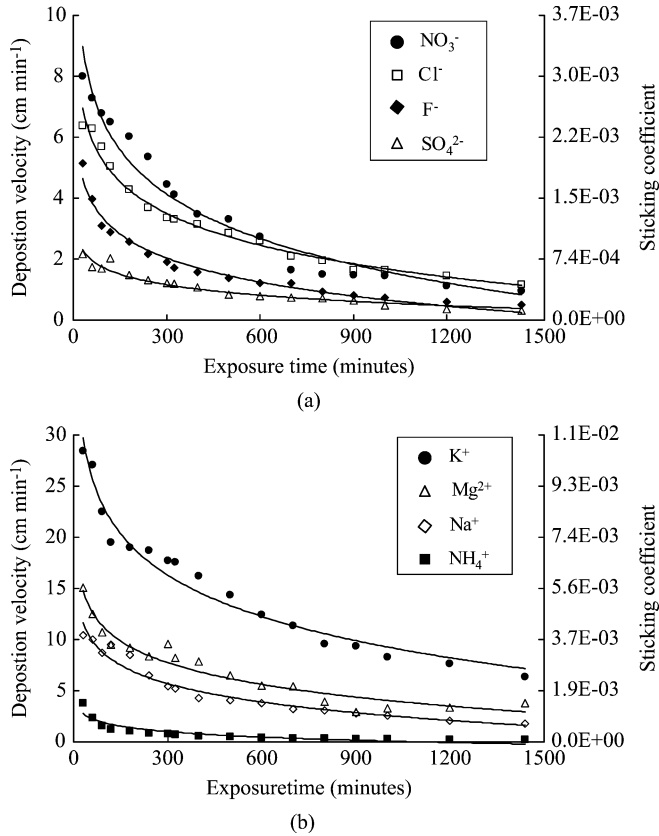 10
8
6
4
2
0
Depostion velocity (cm min⁻¹)
3.7E-03
3.0E-03
2.2E-03
1.5E-03
7.4E-04
0.0E+00
Sticking coefficient
NO₃⁻
Cl⁻
F⁻
SO₄²⁻
0 300 600 900 1200 1500
Exposure time (minutes)
(a)
30
25
20
15
10
5
0
Depostion velocity (cm min⁻¹)
1.1E-02
9.3E-03
7.4E-03
5.6E-03
3.7E-03
1.9E-03
0.0E+00
Sticking coefficient
K⁺
Mg²⁺
Na⁺
NH₄⁺
0 300 600 900 1200 1500
Exposuretime (minutes)
(b)